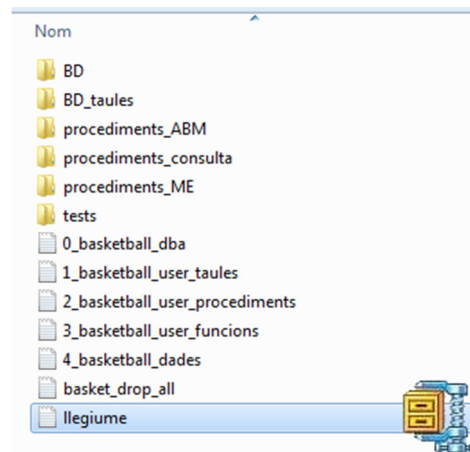 Nom
BD
BD_taules
procediments_ABM
procediments_consulta
procediments_ME
tests
0_basketball_dba
1_basketball_user_taules
2_basketball_user_procediments
3_basketball_user_funcions
4_basketball_dades
basket_drop_all
llegiume